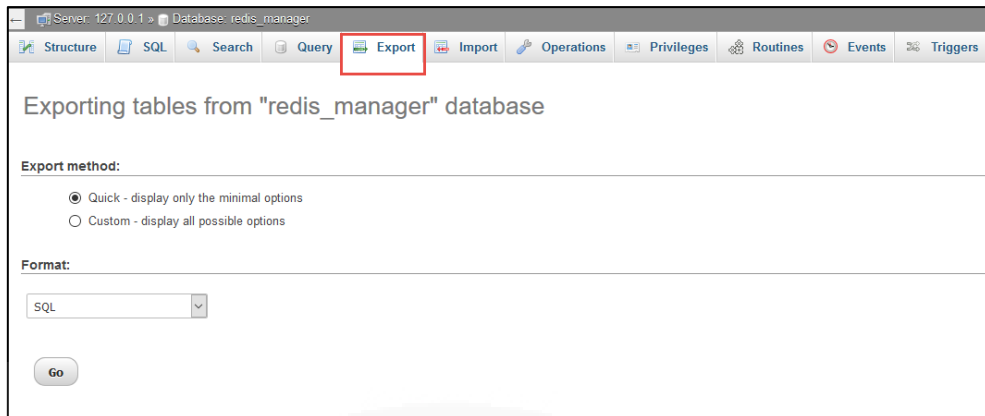 Server: 127.0.0.1 » Database: redis_manager
Structure SQL Search Query Export Import Operations Privileges Routines Events Triggers
Exporting tables from "redis_manager" database
Export method:
Quick - display only the minimal options
Custom - display all possible options
Format:
SQL
Go